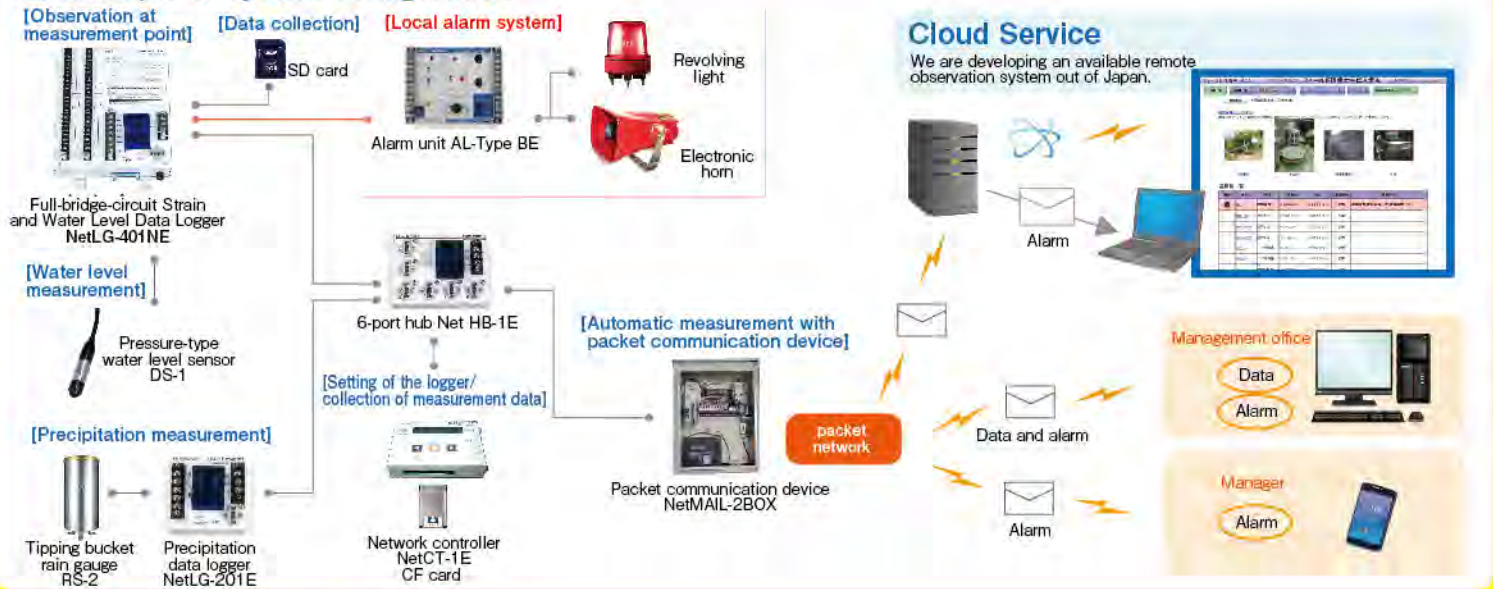 [Observation at
measurement point]
[Data collection]
[Local alarm system]
SD card
Alarm unit AL-Type BE
Revolving
light
Electronic
horn
Full-bridge-circuit Strain
and Water Level Data Logger
NetLG-401NE
[Water level
measurement]
Pressure-type
water level sensor
DS-1
6-port hub Net HB-1E
[Setting of the logger/
collection of measurement data]
[Precipitation measurement]
Tipping bucket
rain gauge
RS-2
Precipitation
data logger
NetLG-201E
Network controller
NetCT-1E
CF card
[Automatic measurement with
packet communication device]
Packet communication device
NetMAIL-2BOX
packet
network
Cloud Service
We are developing an available remote
observation system out of Japan.
Alarm
Data and alarm
Alarm
Management office
Data
Alarm
Manager
Alarm